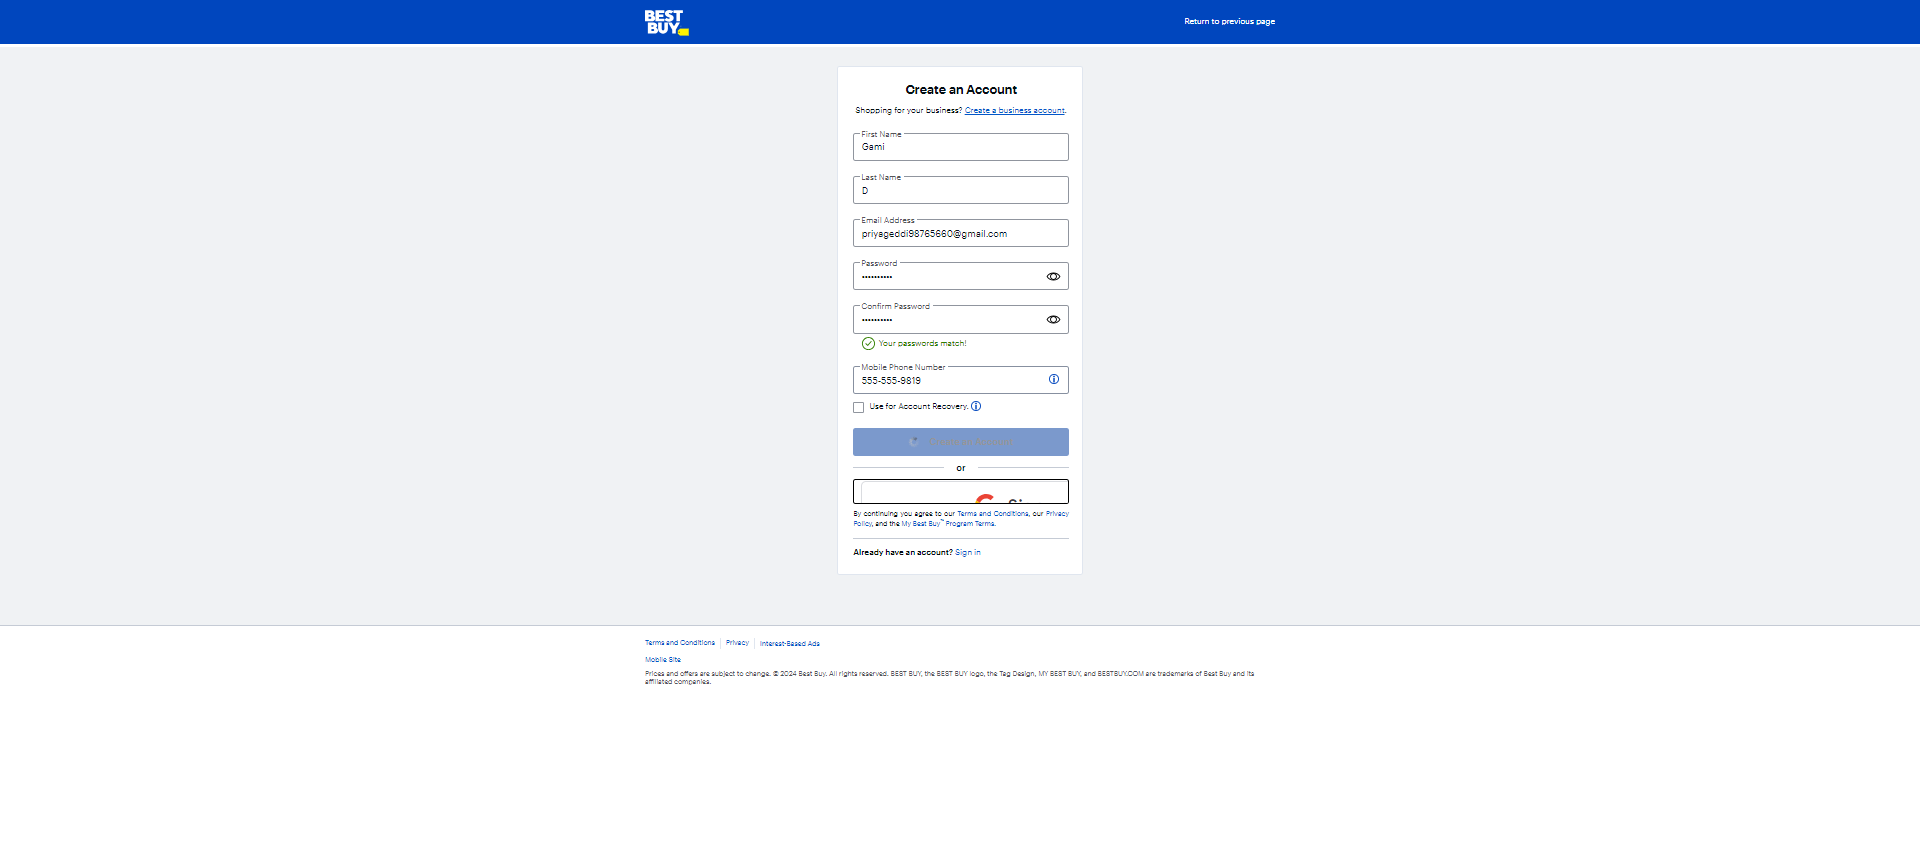 BEST BUY
Return to previous page
Create an Account
Shopping for your business? Create a business account.
First Name
Gami
Last Name
D
Email Address
priyageddi98765660@gmail.com
Password
••••••••••
Confirm Password
••••••••••
Your passwords match!
Mobile Phone Number
555-555-9819
Use for Account Recovery.
or
By continuing you agree to our Terms and Conditions, our Privacy
Policy, and the My Best Buy™ Program Terms.
Already have an account? Sign in
Terms and Conditions
Privacy
Interest-Based Ads
Mobile Site
Prices and offers are subject to change. © 2024 Best Buy. All rights reserved. BEST BUY, the BEST BUY logo, the Tag Design, MY BEST BUY, and BESTBUY.COM are trademarks of Best Buy and its
affiliated companies.